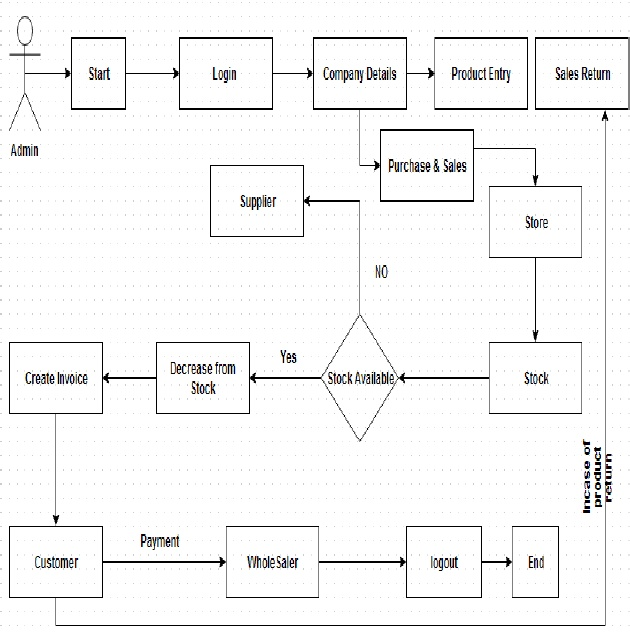 Start
Login
Company Details
Product Entry
Sales Return
Admin
Purchase & Sales
Supplier
Store
NO
Yes
Create Invoice
Decrease from
Stock
Stock Available
Stock
Incase of
product
return
Payment
Customer
WholeSaler
logout
End